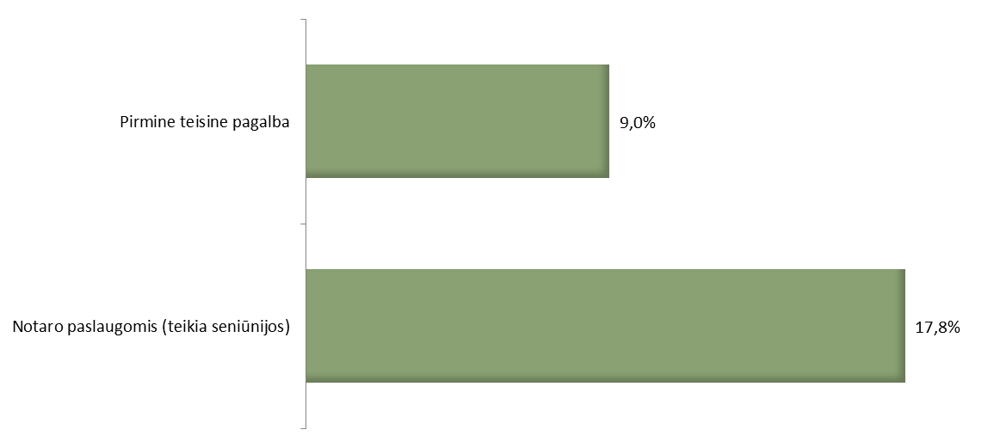 Pirmine teisine pagalba
9,0%
Notaro paslaugomis (teikia seniūnijos)
17,8%